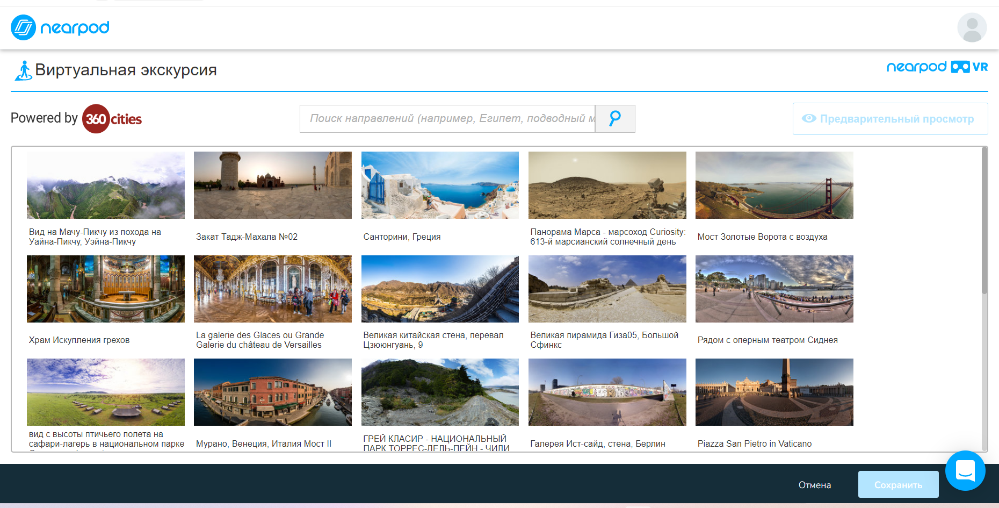 nearpod
Виртуальная экскурсия
nearpod VR
Powered by 360 cities
Поиск направлений (например, Египет, подводный м
Предварительный просмотр
Вид на Мачу-Пикчу из похода на
Уайна-Пикчу, Уэйна-Пикчу
Закат Тадж-Махала №02
Санторини, Греция
Панорама Марса - марсоход Curiosity:
613-й марсианский солнечный день
Мост Золотые Ворота с воздуха
Храм Искупления грехов
La galerie des Glaces ou Grande
Galerie du château de Versailles
Великая китайская стена, перевал
Цзююнгуань, 9
Великая пирамида Гиза05, Большой
Сфинкс
Рядом с оперным театром Сиднея
вид с высоты птичьего полета на
сафари-лагерь в национальном парке
Мурано, Венеция, Италия Мост II
ГРЕЙ КЛАСИР - НАЦИОНАЛЬНЫЙ
ПАРК ТОРРЕС-ДЕЛЬ-ПЕЙН - ЧИЛИ
Галерея Ист-сайд, стена, Берлин
Piazza San Pietro in Vaticano
Отмена
Сохранить